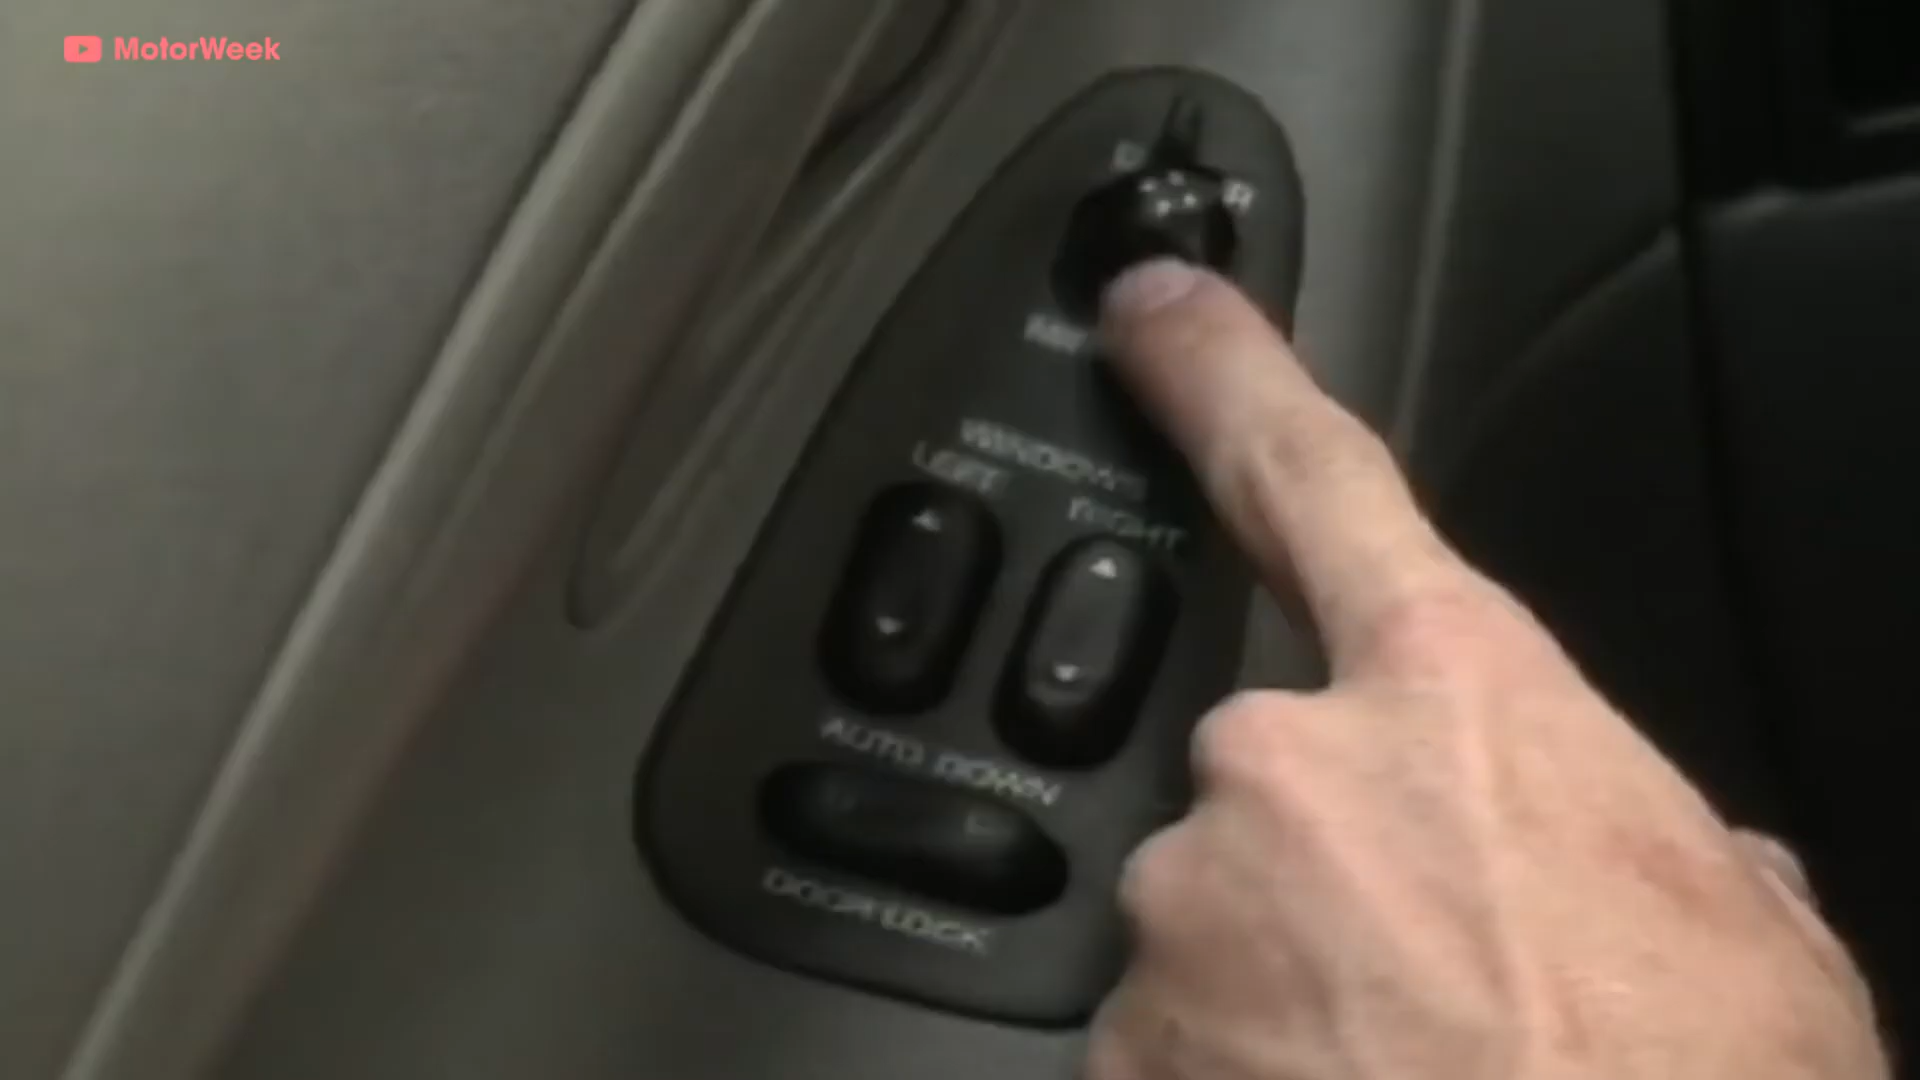 MotorWeek
R
WINDOWS
LEFT
RIGHT
AUTO DOWN
DOOR LOCK